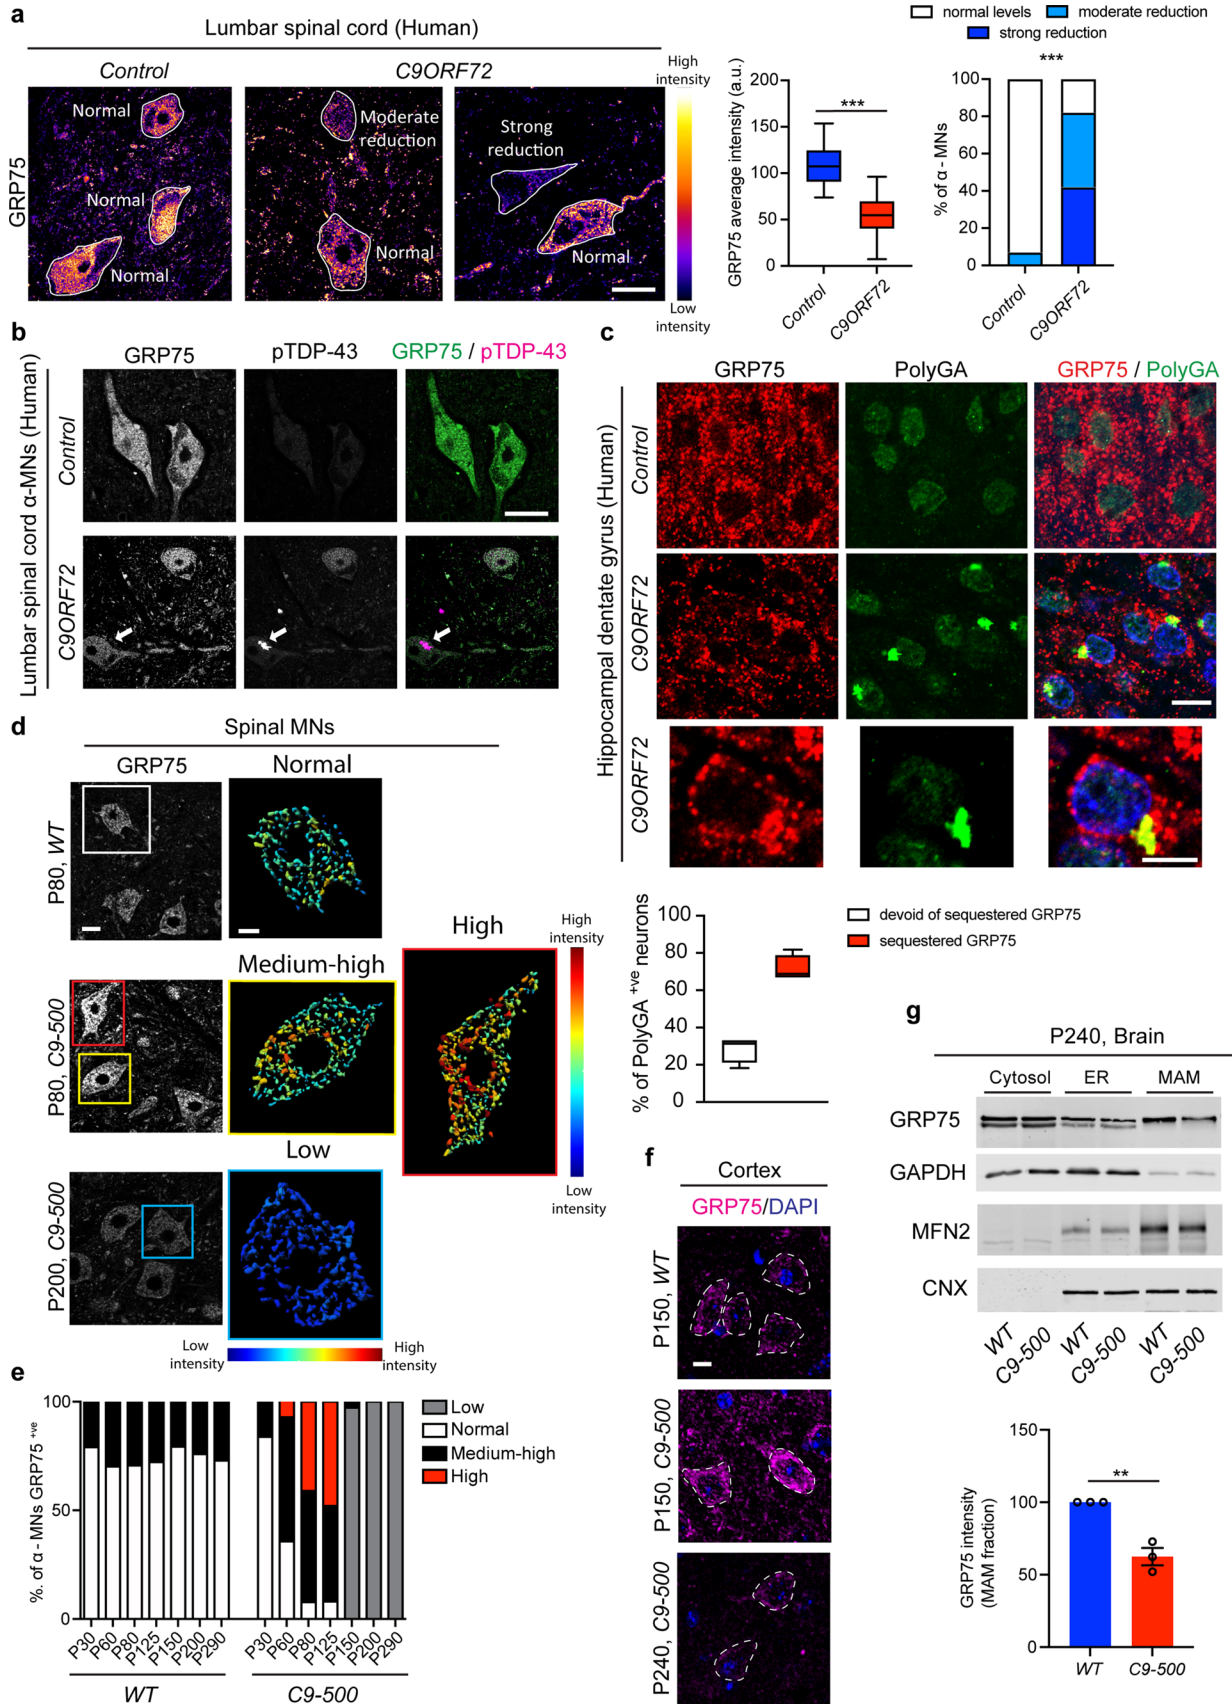 a
Lumbar spinal cord (Human)
Control
C9ORF72
GRP75
Normal
Normal
Normal
Moderate
reduction
Normal
Strong
reduction
Normal
High
intensity
Low
intensity
GRP75 average intensity (a.u.)
200
150
100
50
0
***
Control
C9ORF72
normal levels
moderate reduction
strong reduction
***
% of α - MNs
100
80
60
40
20
0
Control
C9ORF72
b
GRP75
pTDP-43
GRP75 / pTDP-43
Lumbar spinal cord α-MNs (Human)
Control
C9ORF72
c
GRP75
PolyGA
GRP75 / PolyGA
Hippocampal dentate gyrus (Human)
Control
C9ORF72
C9ORF72
% of PolyGA +ve neurons
100
80
60
40
20
0
devoid of sequestered GRP75
sequestered GRP75
d
Spinal MNs
GRP75
Normal
P80, WT
Medium-high
High
P80, C9-500
High
intensity
Low
intensity
Low
P200, C9-500
Low
intensity
High
intensity
e
%. of α - MNs GRP75 +ve
100
50
0
P30
P60
P80
P125
P150
P200
P290
P30
P60
P80
P125
P150
P200
P290
WT
C9-500
Low
Normal
Medium-high
High
f
Cortex
GRP75/DAPI
P150, WT
P150, C9-500
P240, C9-500
g
P240, Brain
Cytosol
ER
MAM
GRP75
GAPDH
MFN2
CNX
WT
C9-500
WT
C9-500
WT
C9-500
GRP75 intensity
(MAM fraction)
150
100
50
0
**
WT
C9-500